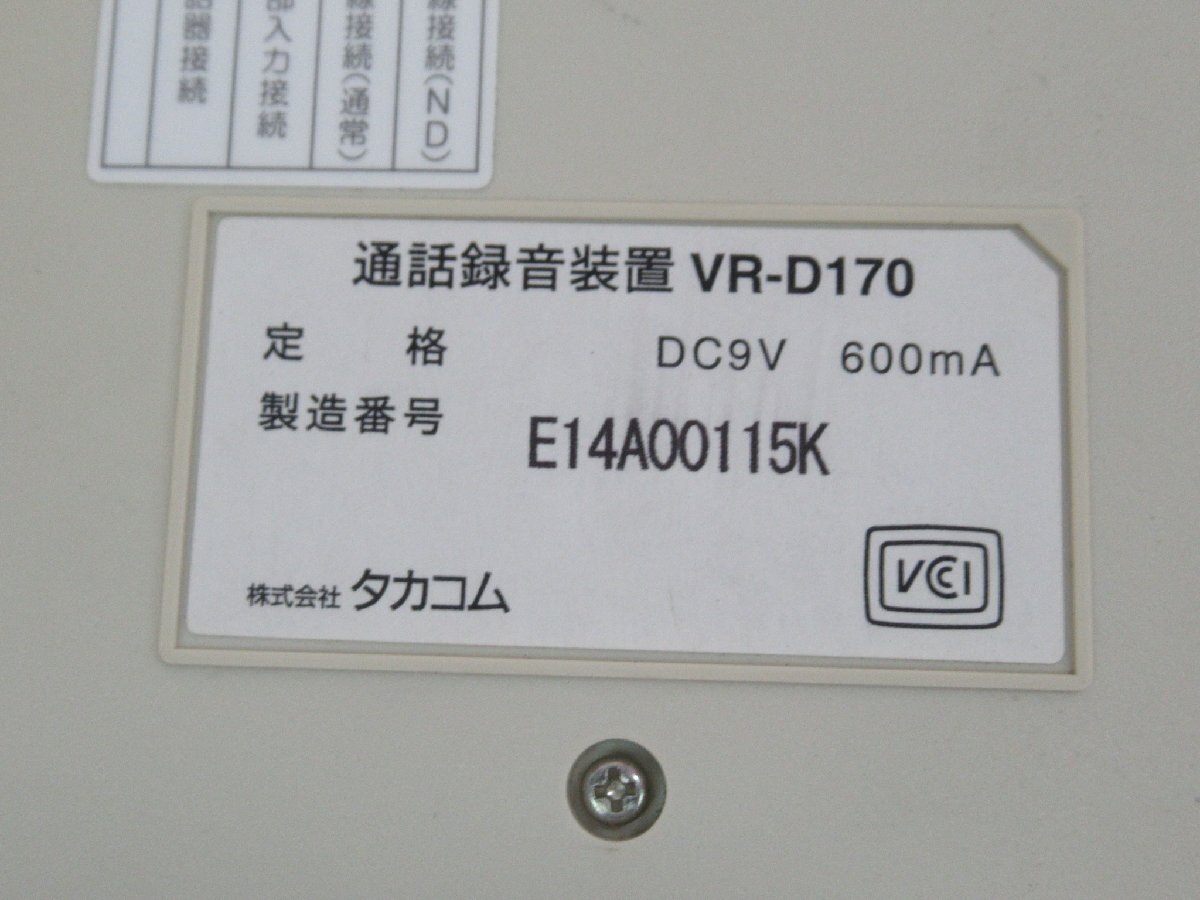 線接続(ND)
線接続(通常)
部入力接続
話器接続
通話録音装置 VR-D170
定 格 DC9V 600mA
製造番号 E14A00115K
株式会社 タカコム
VCCI